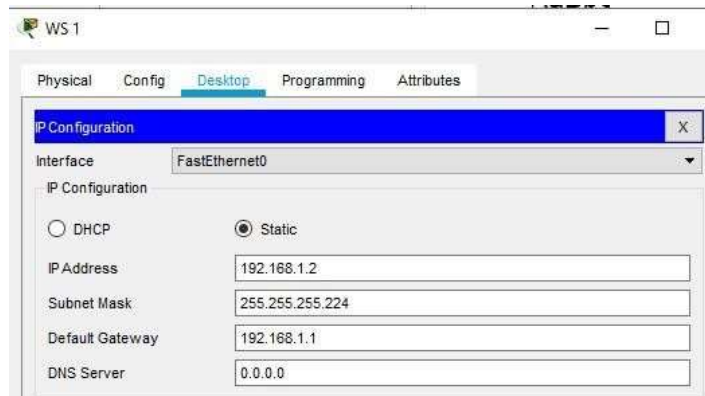 WS 1
Physical Config Desktop Programming Attributes
IP Configuration X
Interface FastEthernet0
IP Configuration
DHCP Static
IP Address 192.168.1.2
Subnet Mask 255.255.255.224
Default Gateway 192.168.1.1
DNS Server 0.0.0.0